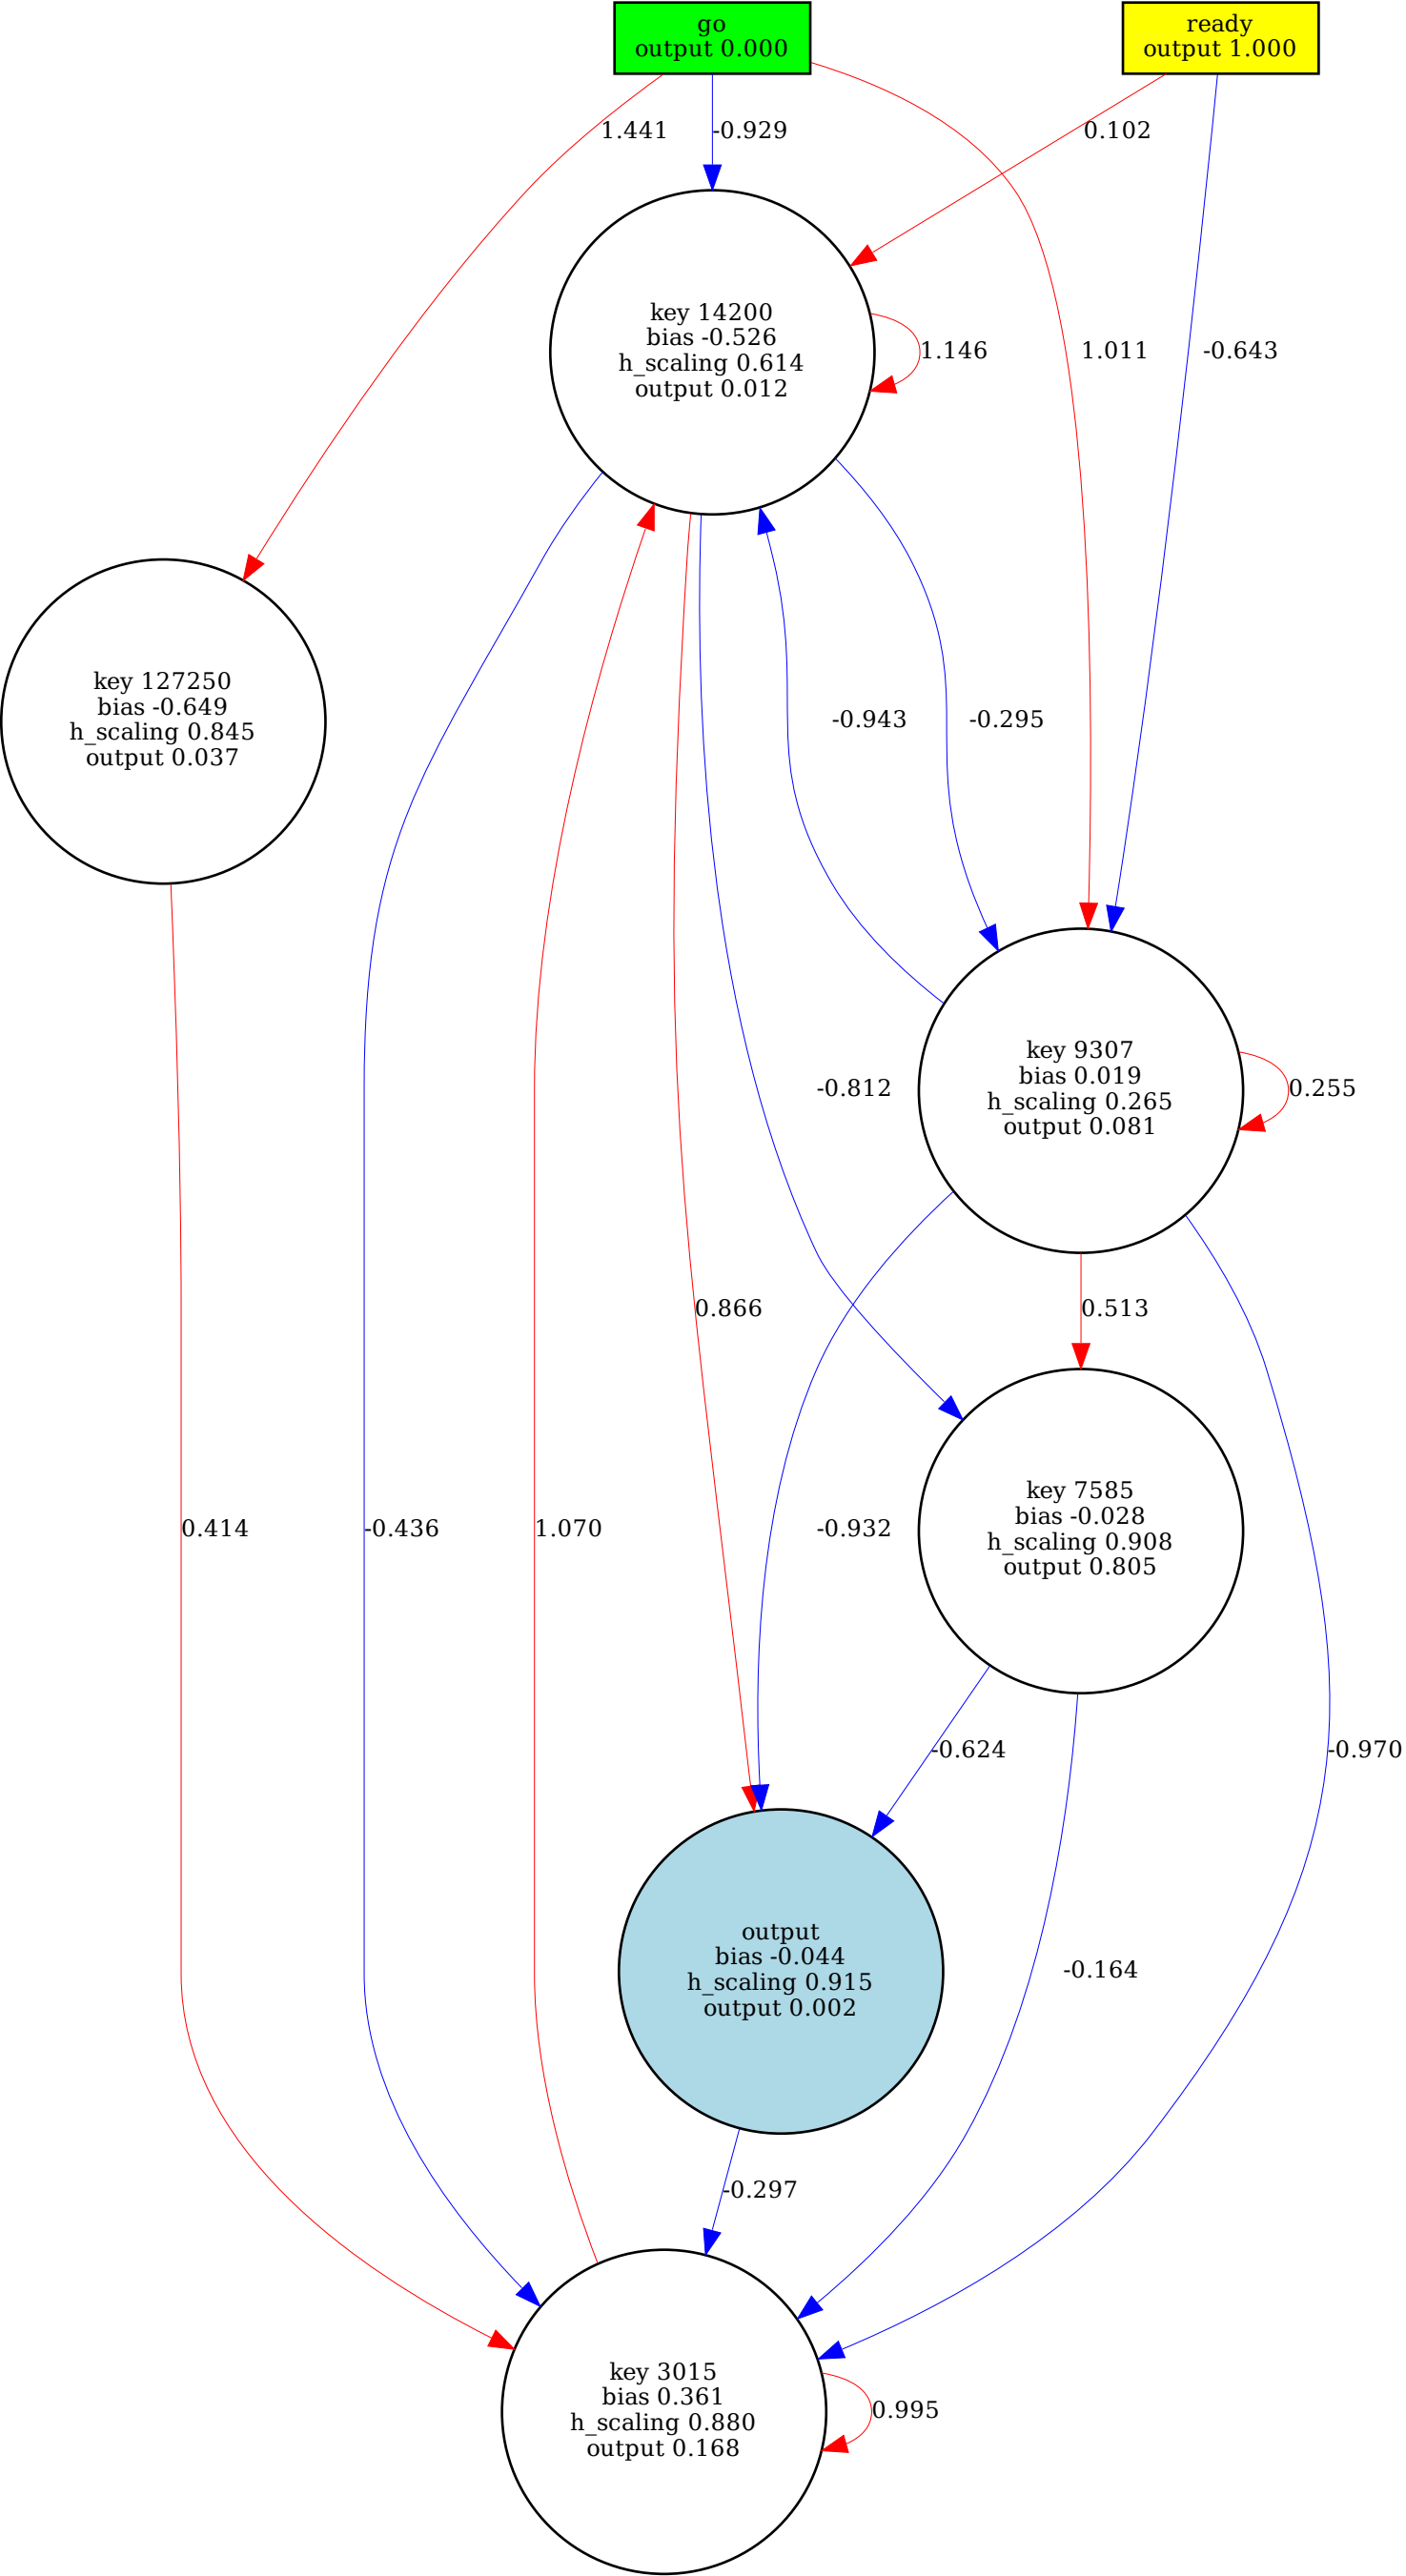 go
output 0.000
ready
output 1.000
1.441
-0.929
0.102
key 14200
bias -0.526
h_scaling 0.614
output 0.012
1.146
1.011
-0.643
key 127250
bias -0.649
h_scaling 0.845
output 0.037
-0.943
-0.295
key 9307
bias 0.019
h_scaling 0.265
output 0.081
-0.812
0.255
0.866
0.513
key 7585
bias -0.028
h_scaling 0.908
output 0.805
0.414
-0.436
1.070
-0.932
-0.624
-0.970
output
bias -0.044
h_scaling 0.915
output 0.002
-0.164
-0.297
key 3015
bias 0.361
h_scaling 0.880
output 0.168
0.995